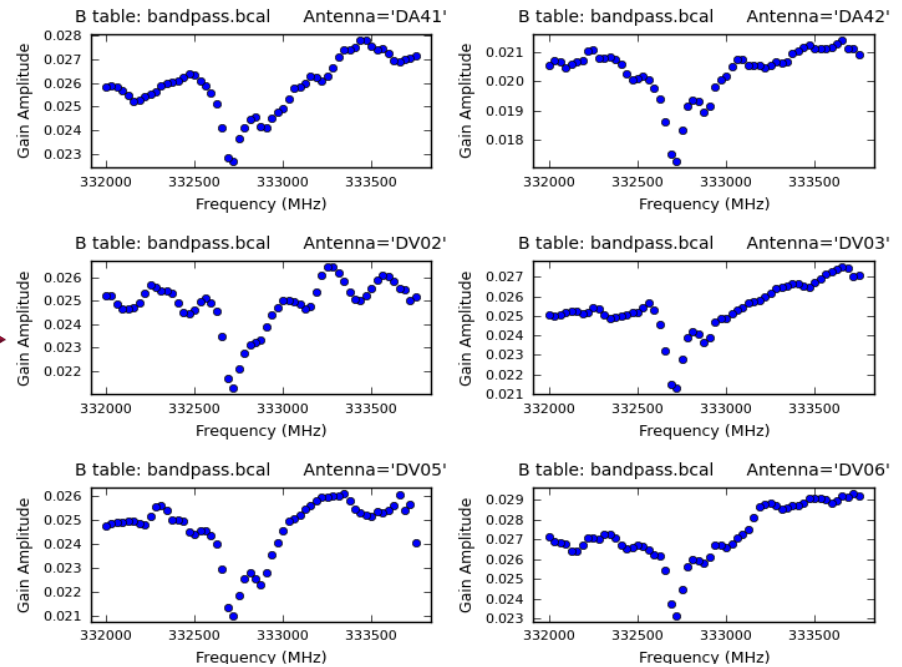 B table: bandpass.bcal Antenna='DA41'
0.028
0.027
0.026
0.025
0.024
0.023
Gain Amplitude
332000 332500 333000 333500
Frequency (MHz)
B table: bandpass.bcal Antenna='DA42'
0.021
0.020
0.019
0.018
Gain Amplitude
332000 332500 333000 333500
Frequency (MHz)
B table: bandpass.bcal Antenna='DV02'
0.026
0.025
0.024
0.023
0.022
Gain Amplitude
332000 332500 333000 333500
Frequency (MHz)
B table: bandpass.bcal Antenna='DV03'
0.027
0.026
0.025
0.024
0.023
0.022
0.021
Gain Amplitude
332000 332500 333000 333500
Frequency (MHz)
B table: bandpass.bcal Antenna='DV05'
0.026
0.025
0.024
0.023
0.022
0.021
Gain Amplitude
332000 332500 333000 333500
Frequency (MHz)
B table: bandpass.bcal Antenna='DV06'
0.029
0.028
0.027
0.026
0.025
0.024
0.023
Gain Amplitude
332000 332500 333000 333500
Frequency (MHz)